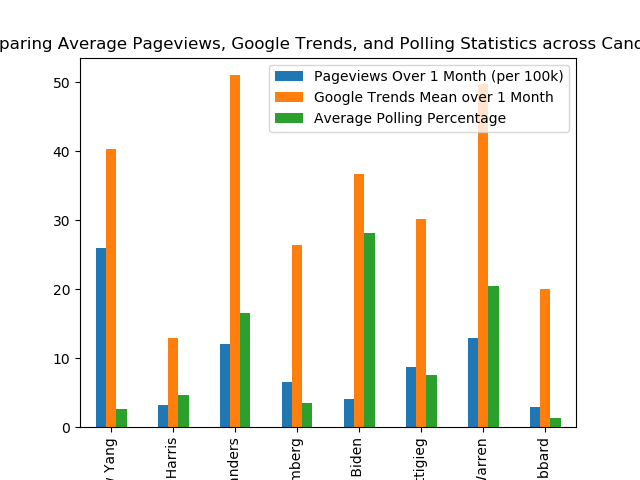 paring Average Pageviews, Google Trends, and Polling Statistics across Canc
Pageviews Over 1 Month (per 100k)
Google Trends Mean over 1 Month
Average Polling Percentage
50
40
30
20
10
0
Yang
Harris
anders
mberg
Biden
ttigieg
Warren
bbard